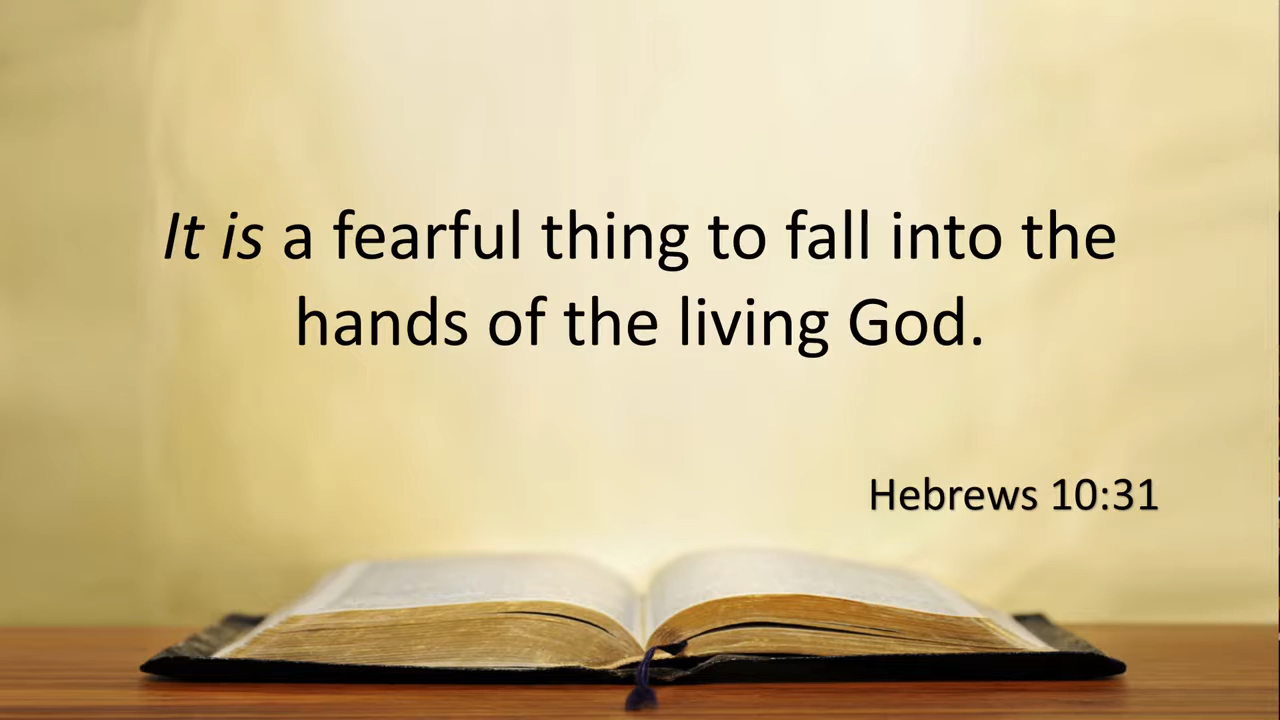 It is a fearful thing to fall into the
hands of the living God.
Hebrews 10:31